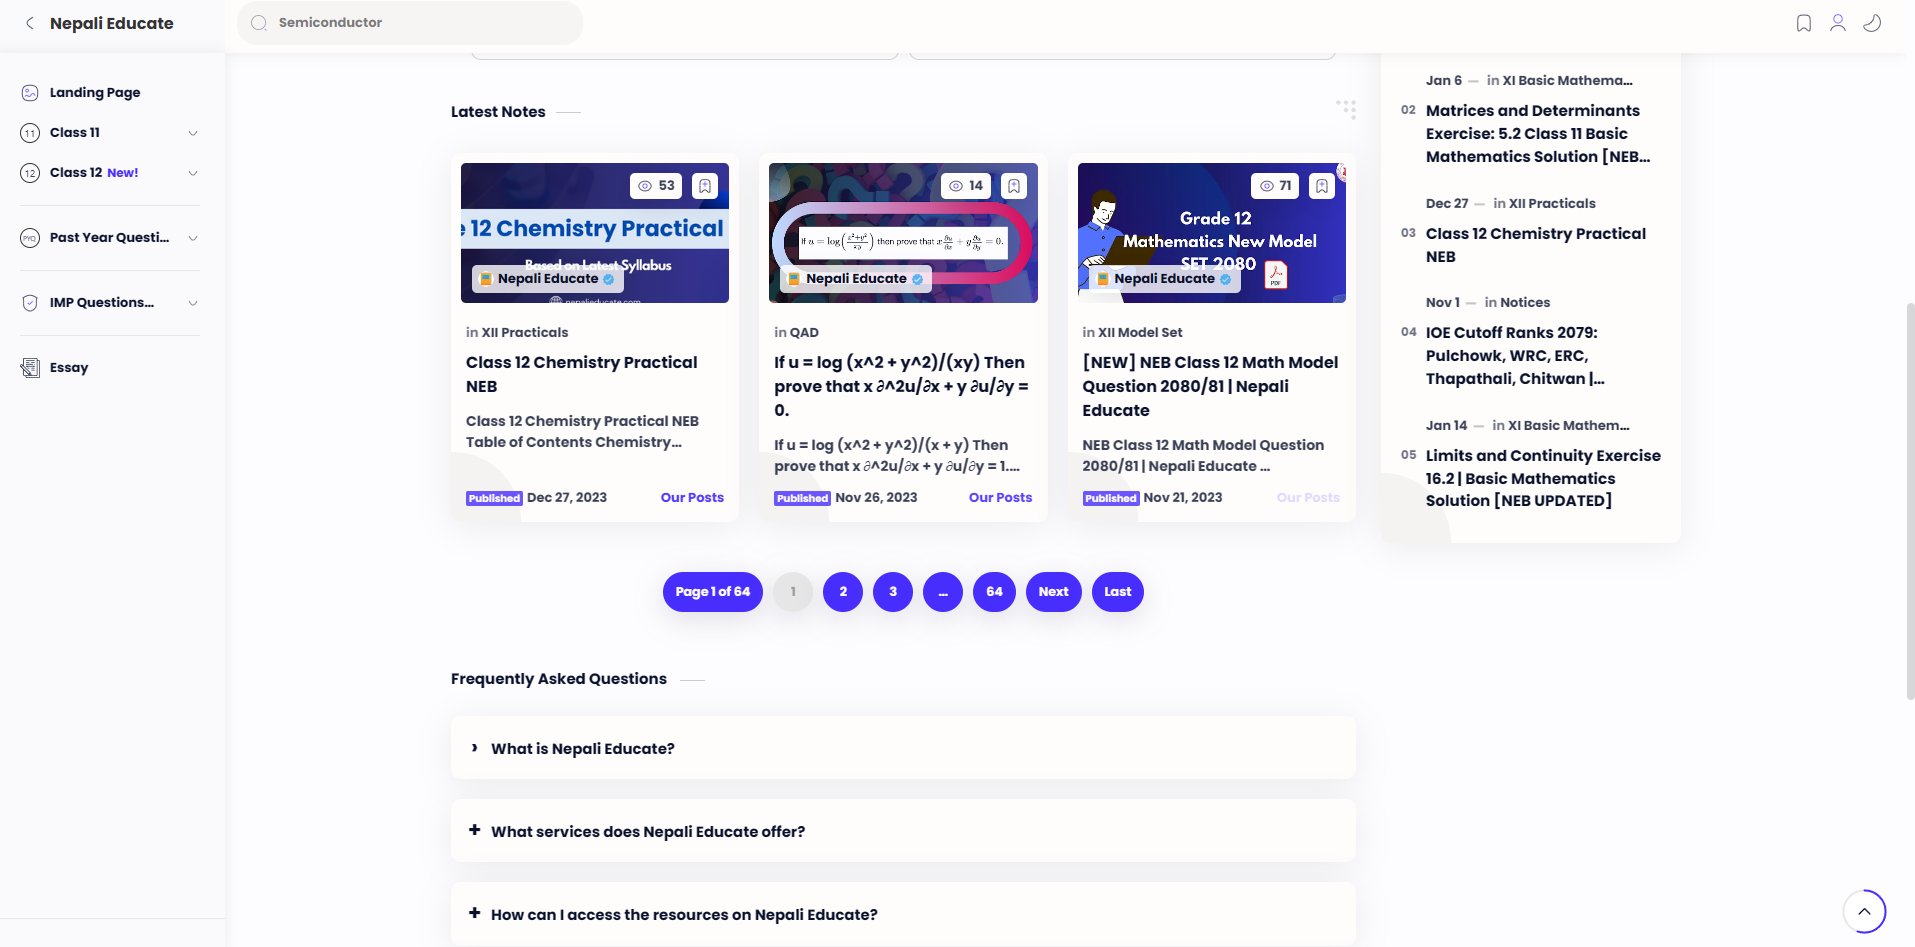 Nepali Educate
Semiconductor
Landing Page
11 Class 11
12 Class 12 New!
PYQ Past Year Questi...
IMP Questions...
Essay
Latest Notes
53
e 12 Chemistry Practical
Based on Latest Syllabus
Nepali Educate
nepalieducate.com
in XII Practicals
Class 12 Chemistry Practical
NEB
Class 12 Chemistry Practical NEB
Table of Contents Chemistry...
Published Dec 27, 2023 Our Posts
14
If u = log(x²+y²/xy) then prove that x ∂u/∂x + y ∂u/∂y = 0.
Nepali Educate
in QAD
If u = log (x^2 + y^2)/(xy) Then
prove that x ∂^2u/∂x + y ∂u/∂y =
0.
If u = log (x^2 + y^2)/(x + y) Then
prove that x ∂^2u/∂x + y ∂u/∂y = 1....
Published Nov 26, 2023 Our Posts
71
Grade 12
Mathematics New Model
SET 2080
PDF
Nepali Educate
in XII Model Set
[NEW] NEB Class 12 Math Model
Question 2080/81 | Nepali
Educate
NEB Class 12 Math Model Question
2080/81 | Nepali Educate ...
Published Nov 21, 2023 Our Posts
Page 1 of 64 1 2 3 ... 64 Next Last
Frequently Asked Questions
› What is Nepali Educate?
+ What services does Nepali Educate offer?
+ How can I access the resources on Nepali Educate?
Jan 6 — in XI Basic Mathema...
02 Matrices and Determinants
Exercise: 5.2 Class 11 Basic
Mathematics Solution [NEB...
Dec 27 — in XII Practicals
03 Class 12 Chemistry Practical
NEB
Nov 1 — in Notices
04 IOE Cutoff Ranks 2079:
Pulchowk, WRC, ERC,
Thapathali, Chitwan |...
Jan 14 — in XI Basic Mathem...
05 Limits and Continuity Exercise
16.2 | Basic Mathematics
Solution [NEB UPDATED]